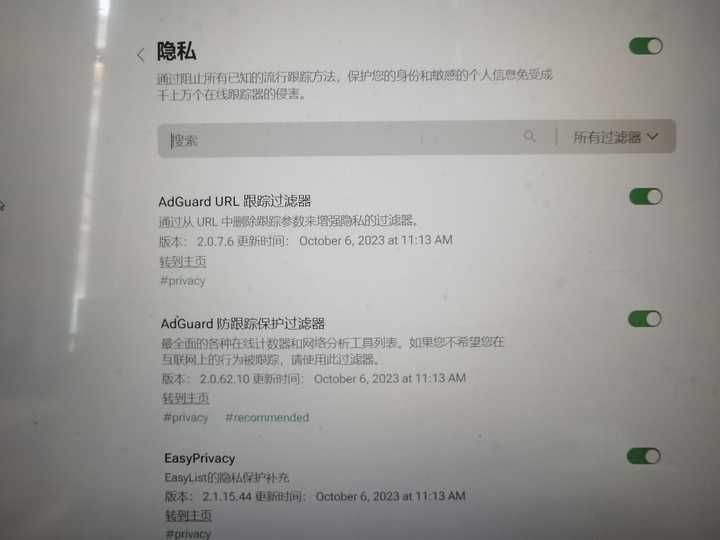 隐私
通过阻止所有已知的流行跟踪方法，保护您的身份和敏感的个人信息免受成
千上万个在线跟踪器的侵害。
搜索
所有过滤器
AdGuard URL 跟踪过滤器
通过从 URL 中删除跟踪参数来增强隐私的过滤器。
版本： 2.0.7.6 更新时间： October 6, 2023 at 11:13 AM
转到主页
#privacy
AdGuard 防跟踪保护过滤器
最全面的各种在线计数器和网络分析工具列表。如果您不希望您在
互联网上的行为被跟踪，请使用此过滤器。
版本： 2.0.62.10 更新时间： October 6, 2023 at 11:13 AM
转到主页
#privacy #recommended
EasyPrivacy
EasyList的隐私保护补充
版本： 2.1.15.44 更新时间： October 6, 2023 at 11:13 AM
转到主页
#privacy